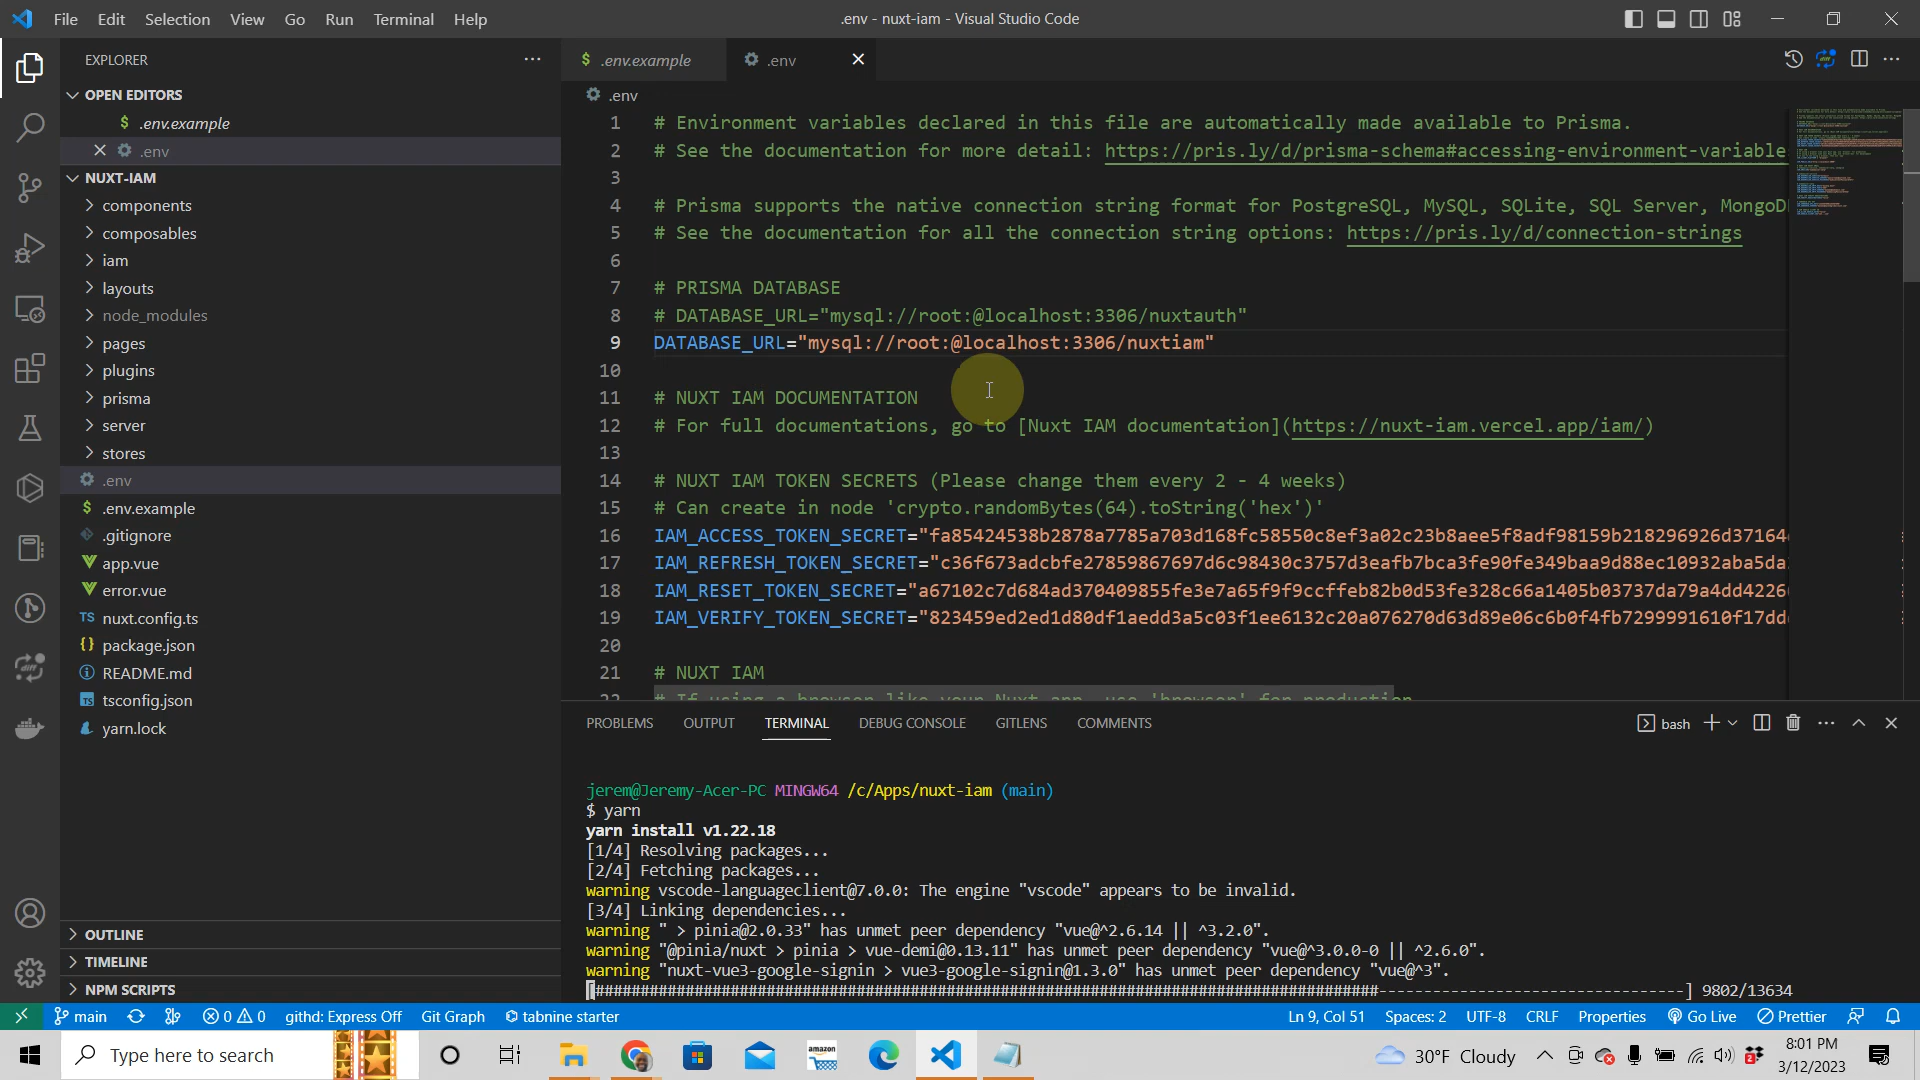 File Edit Selection View Go Run Terminal Help
.env - nuxt-iam - Visual Studio Code
EXPLORER
OPEN EDITORS
$ .env.example
.env
NUXT-IAM
components
composables
iam
layouts
node_modules
pages
plugins
prisma
server
stores
.env
$ .env.example
.gitignore
app.vue
error.vue
TS nuxt.config.ts
{} package.json
README.md
tsconfig.json
yarn.lock
OUTLINE
TIMELINE
NPM SCRIPTS
$ .env.example .env
.env
1 # Environment variables declared in this file are automatically made available to Prisma.
2 # See the documentation for more detail: https://pris.ly/d/prisma-schema#accessing-environment-variable
3
4 # Prisma supports the native connection string format for PostgreSQL, MySQL, SQLite, SQL Server, MongoD
5 # See the documentation for all the connection string options: https://pris.ly/d/connection-strings
6
7 # PRISMA DATABASE
8 # DATABASE_URL="mysql://root:@localhost:3306/nuxtauth"
9 DATABASE_URL="mysql://root:@localhost:3306/nuxtiam"
10
11 # NUXT IAM DOCUMENTATION
12 # For full documentations, go to [Nuxt IAM documentation](https://nuxt-iam.vercel.app/iam/)
13
14 # NUXT IAM TOKEN SECRETS (Please change them every 2 - 4 weeks)
15 # Can create in node 'crypto.randomBytes(64).toString('hex')'
16 IAM_ACCESS_TOKEN_SECRET="fa85424538b2878a7785a703d168fc58550c8ef3a02c23b8aee5f8adf98159b218296926d37164
17 IAM_REFRESH_TOKEN_SECRET="c36f673adcbfe27859867697d6c98430c3757d3eafb7bca3fe90fe349baa9d88ec10932aba5da
18 IAM_RESET_TOKEN_SECRET="a67102c7d684ad370409855fe3e7a65f9f9ccffeb82b0d53fe328c66a1405b03737da79a4dd4226
19 IAM_VERIFY_TOKEN_SECRET="823459ed2ed1d80df1aedd3a5c03f1ee6132c20a076270d63d89e06c6b0f4fb7299991610f17dd
20
21 # NUXT IAM
22 # If using a browser like your Nuxt app, use 'browser' for production
PROBLEMS OUTPUT TERMINAL DEBUG CONSOLE GITLENS COMMENTS
bash
jerem@Jeremy-Acer-PC MINGW64 /c/Apps/nuxt-iam (main)
$ yarn
yarn install v1.22.18
[1/4] Resolving packages...
[2/4] Fetching packages...
warning vscode-languageclient@7.0.0: The engine "vscode" appears to be invalid.
[3/4] Linking dependencies...
warning " > pinia@2.0.33" has unmet peer dependency "vue@^2.6.14 || ^3.2.0".
warning "@pinia/nuxt > pinia > vue-demi@0.13.11" has unmet peer dependency "vue@^3.0.0-0 || ^2.6.0".
warning "nuxt-vue3-google-signin > vue3-google-signin@1.3.0" has unmet peer dependency "vue@^3".
] 9802/13634
main 0 0 githd: Express Off Git Graph tabnine starter
Ln 9, Col 51 Spaces: 2 UTF-8 CRLF Properties Go Live Prettier
Type here to search
amazon
30°F Cloudy
8:01 PM
3/12/2023